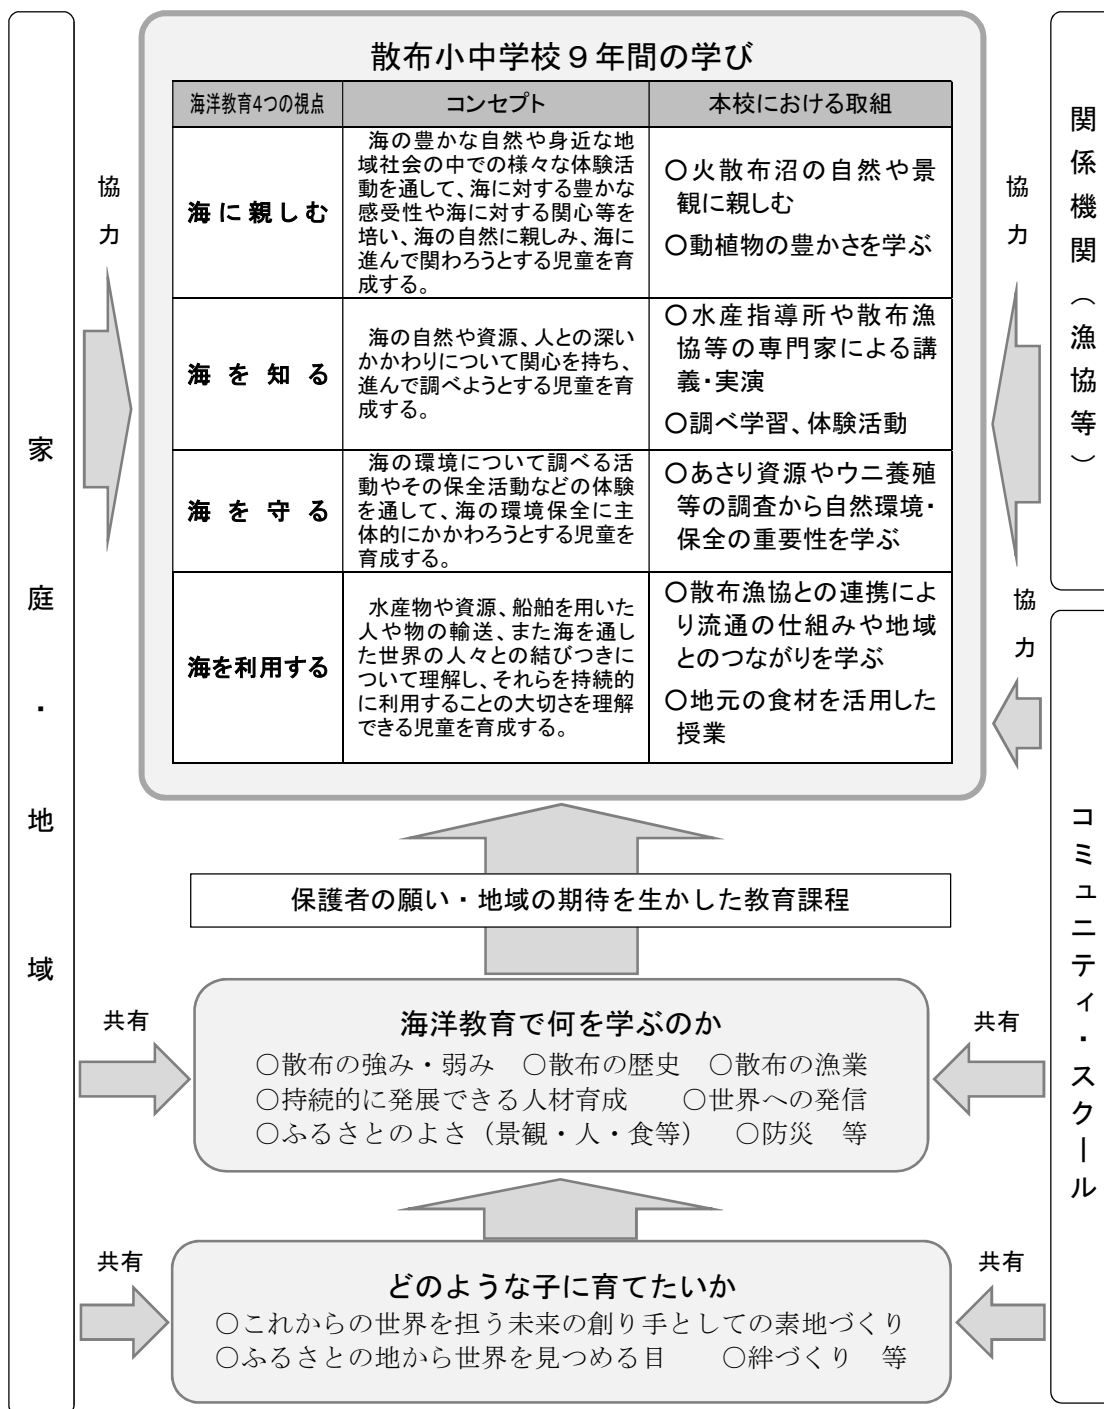 散布小中学校９年間の学び
海洋教育4つの視点
コンセプト
本校における取組
海に親しむ
海の豊かな自然や身近な地
域社会の中での様々な体験活
動を通して、海に対する豊かな
感受性や海に対する関心等を
培い、海の自然に親しみ、海に
進んで関わろうとする児童を育
成する。
〇火散布沼の自然や景
観に親しむ
〇動植物の豊かさを学ぶ
海を知る
海の自然や資源、人との深い
かかわりについて関心を持ち、
進んで調べようとする児童を育
成する。
〇水産指導所や散布漁
協等の専門家による講
義・実演
〇調べ学習、体験活動
海を守る
海の環境について調べる活
動やその保全活動などの体験
を通して、海の環境保全に主
体的にかかわろうとする児童を
育成する。
〇あさり資源やウニ養殖
等の調査から自然環境・
保全の重要性を学ぶ
海を利用する
水産物や資源、船舶を用いた
人や物の輸送、また海を通し
た世界の人々との結びつきに
ついて理解し、それらを持続的
に利用することの大切さを理解
できる児童を育成する。
〇散布漁協との連携によ
り流通の仕組みや地域
とのつながりを学ぶ
〇地元の食材を活用した
授業
家庭・地域
協力
協力
関係機関（漁協等）
協力
コミュニティ・スクール
保護者の願い・地域の期待を生かした教育課程
共有
海洋教育で何を学ぶのか
〇散布の強み・弱み　〇散布の歴史　〇散布の漁業
〇持続的に発展できる人材育成　〇世界への発信
〇ふるさとのよさ（景観・人・食等）　〇防災　等
共有
共有
どのような子に育てたいか
〇これからの世界を担う未来の創り手としての素地づくり
〇ふるさとの地から世界を見つめる目　〇絆づくり　等
共有